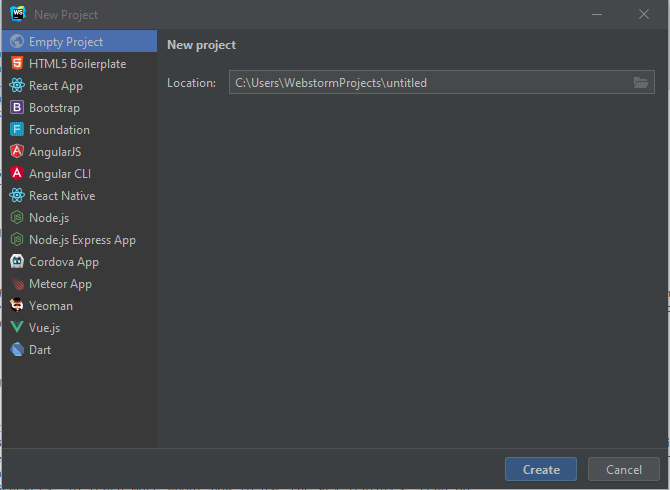 New Project
Empty Project
HTML5 Boilerplate
React App
Bootstrap
Foundation
AngularJS
Angular CLI
React Native
Node.js
Node.js Express App
Cordova App
Meteor App
Yeoman
Vue.js
Dart
New project
Location: C:\Users\WebstormProjects\untitled
Create Cancel